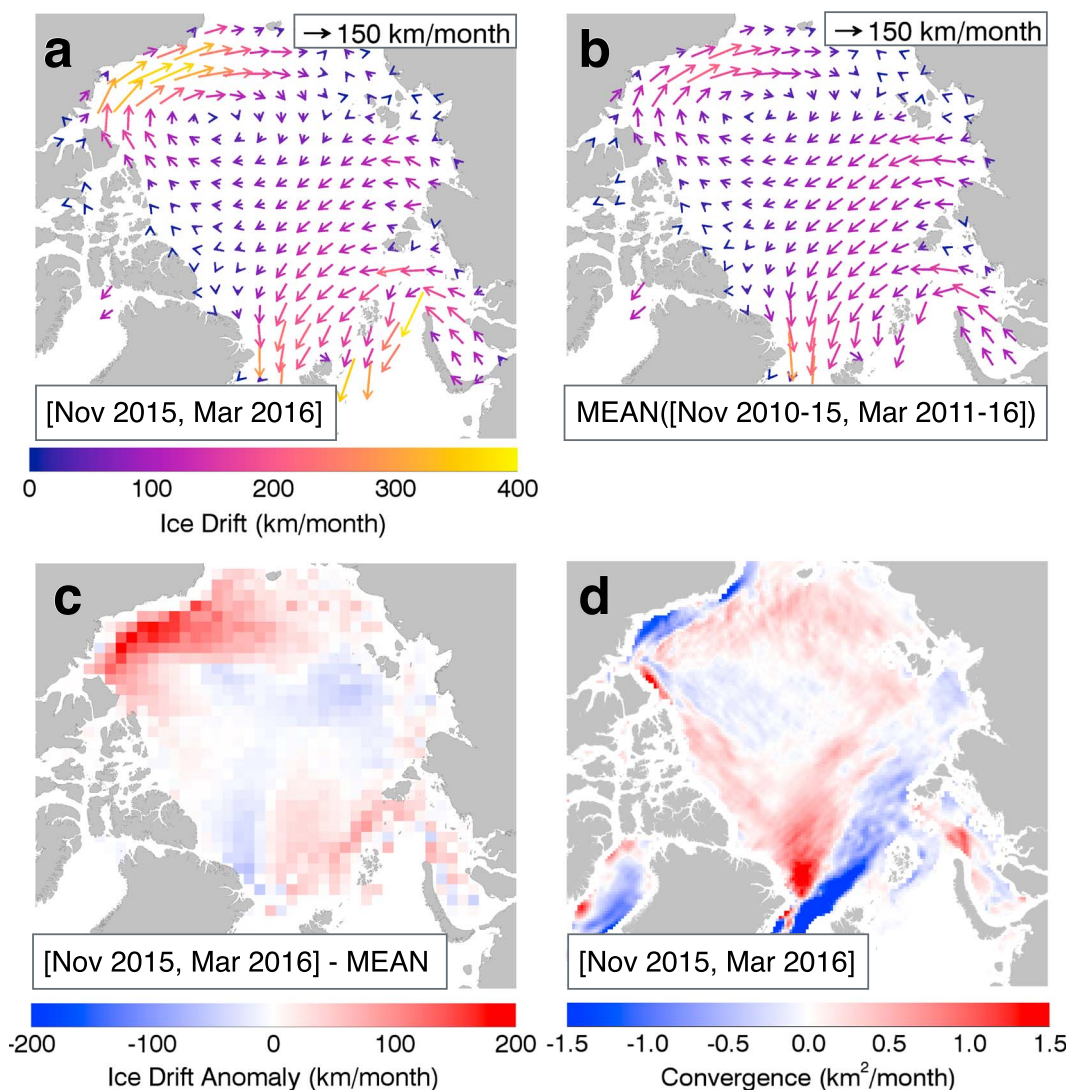 a
150 km/month
b
150 km/month
[Nov 2015, Mar 2016]
MEAN([Nov 2010-15, Mar 2011-16])
0 100 200 300 400
Ice Drift (km/month)
c
d
[Nov 2015, Mar 2016] - MEAN
[Nov 2015, Mar 2016]
-200 -100 0 100 200
Ice Drift Anomaly (km/month)
-1.5 -1.0 -0.5 0.0 0.5 1.0 1.5
Convergence (km²/month)